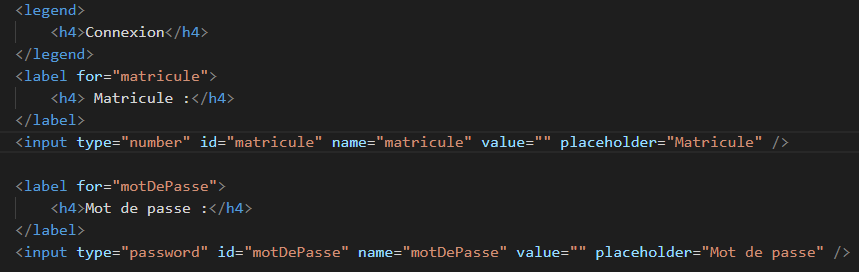 <legend>
    <h4>Connexion</h4>
</legend>
<label for="matricule">
    <h4> Matricule :</h4>
</label>
<input type="number" id="matricule" name="matricule" value="" placeholder="Matricule" />
<label for="motDePasse">
    <h4>Mot de passe :</h4>
</label>
<input type="password" id="motDePasse" name="motDePasse" value="" placeholder="Mot de passe" />